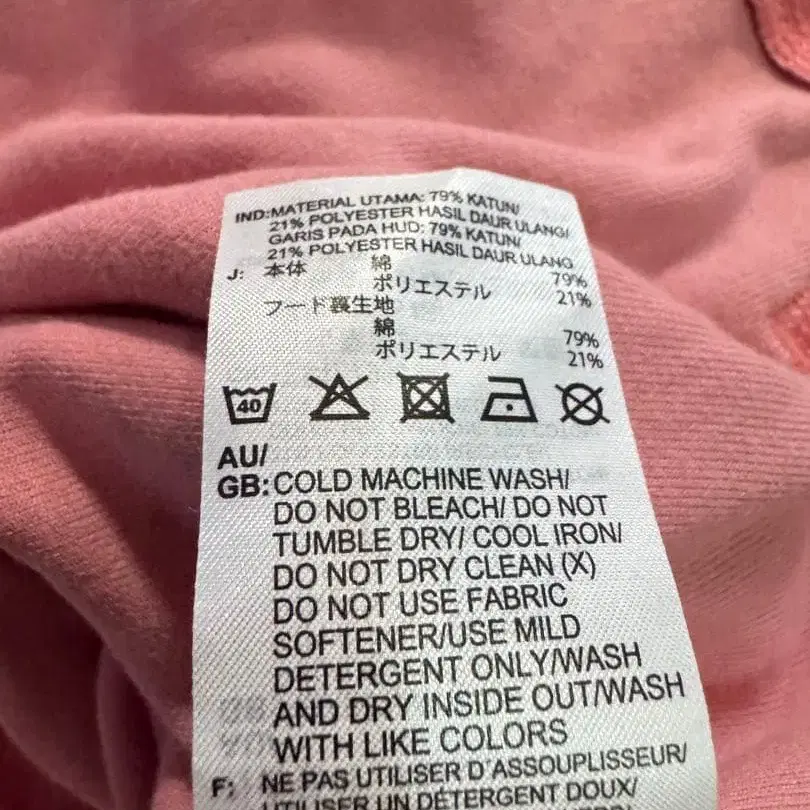 IND:MATERIAL UTAMA: 79% KATUN/
21% POLYESTER HASIL DAUR ULANG/
GARIS PADA HUD: 79% KATUN/
21% POLYESTER HASIL DAUR ULANG
J: 本体 綿 79%
ポリエステル 21%
フード裏生地
綿 79%
ポリエステル 21%
40
AU/
GB: COLD MACHINE WASH/
DO NOT BLEACH/ DO NOT
TUMBLE DRY/ COOL IRON/
DO NOT DRY CLEAN (X)
DO NOT USE FABRIC
SOFTENER/USE MILD
DETERGENT ONLY/WASH
AND DRY INSIDE OUT/WASH
WITH LIKE COLORS
F: NE PAS UTILISER D'ASSOUPLISSEUR/
UTILISER UN DÉTERGENT DOUX/